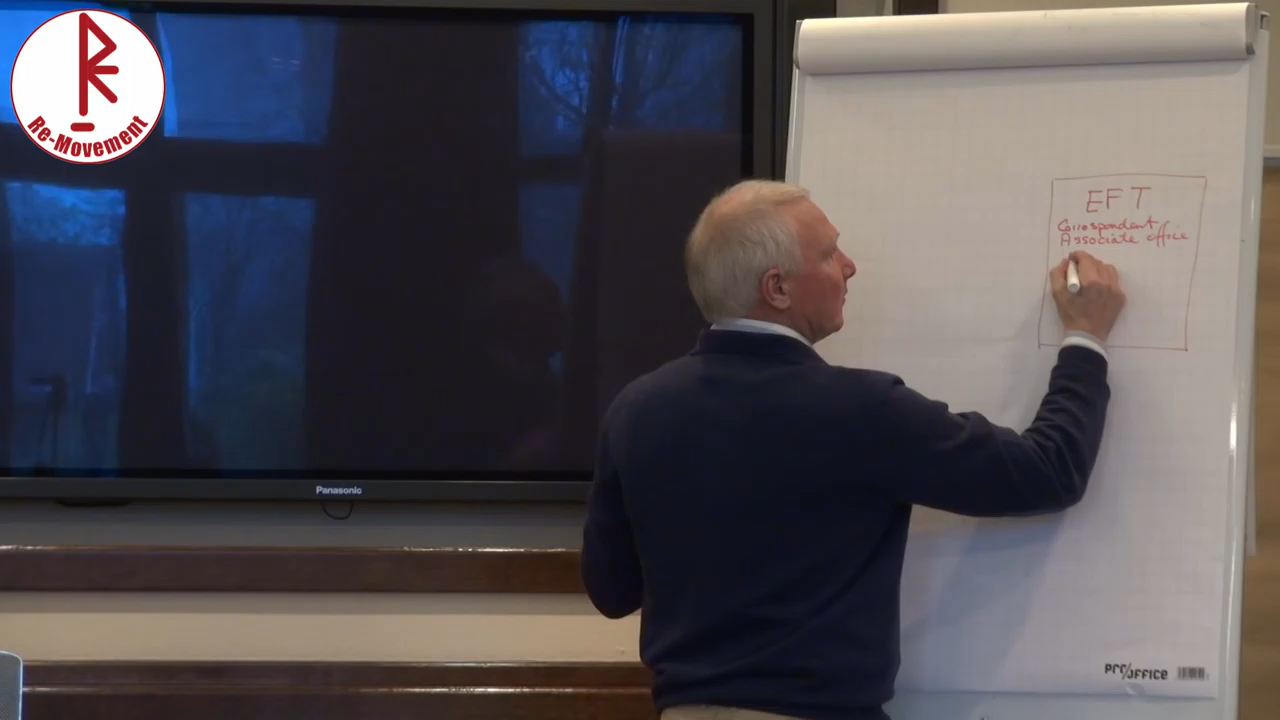 Re-Movement
EFT
Correspondent
Associate office
Panasonic
PRO/OFFICE